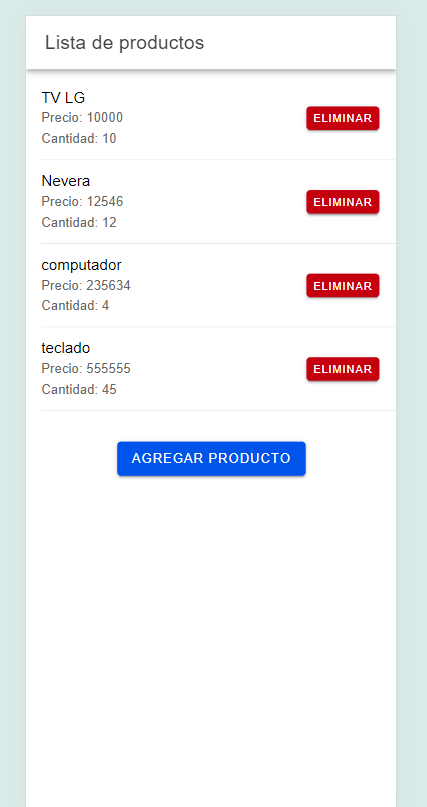 Lista de productos
TV LG
Precio: 10000
Cantidad: 10
ELIMINAR
Nevera
Precio: 12546
Cantidad: 12
ELIMINAR
computador
Precio: 235634
Cantidad: 4
ELIMINAR
teclado
Precio: 555555
Cantidad: 45
ELIMINAR
AGREGAR PRODUCTO